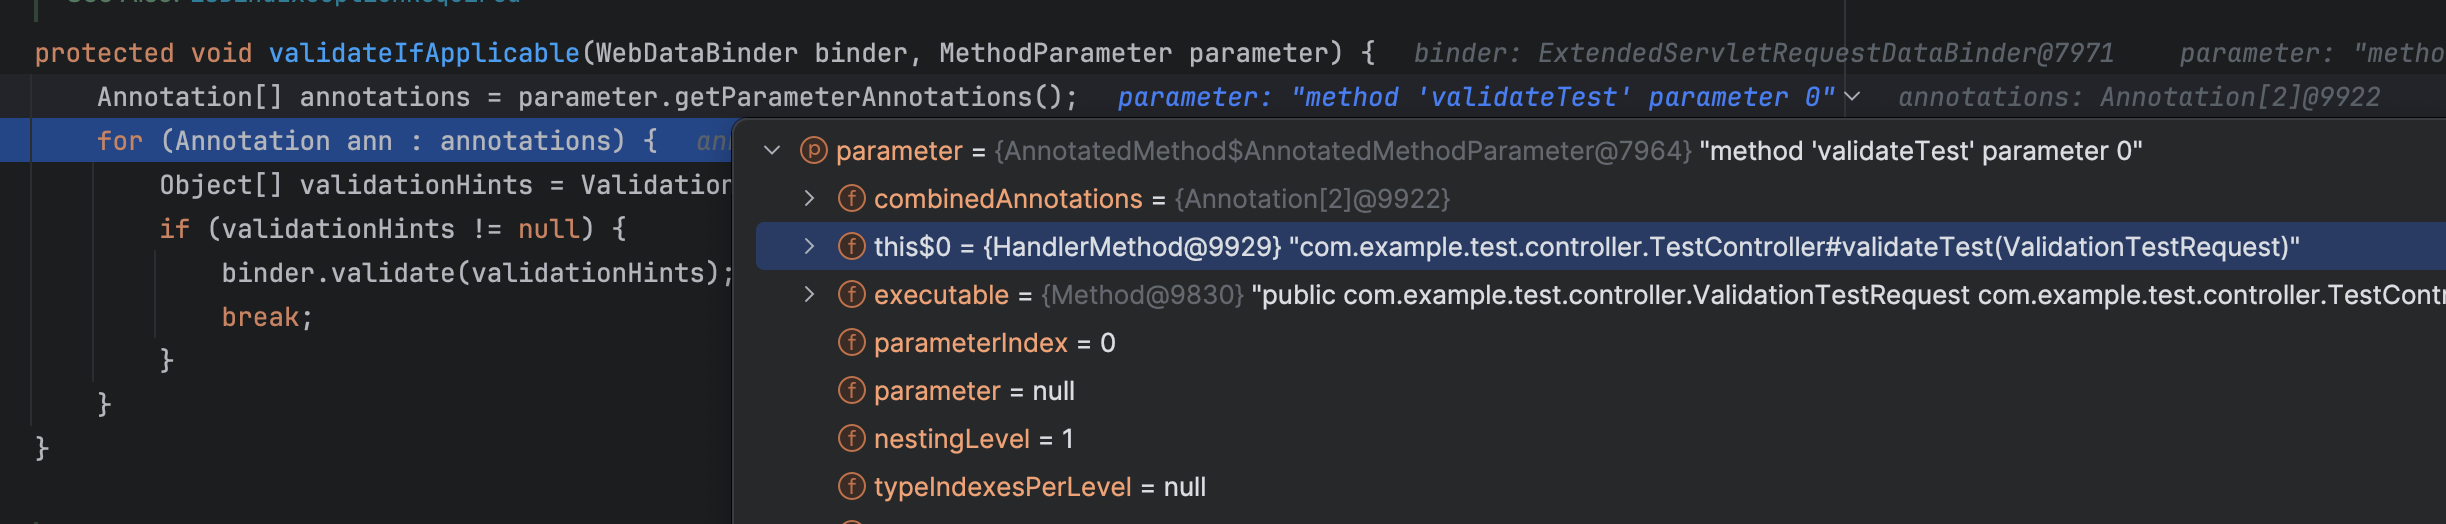 protected void validateIfApplicable(WebDataBinder binder, MethodParameter parameter) { binder: ExtendedServletRequestDataBinder@7971 parameter: "metho
Annotation[] annotations = parameter.getParameterAnnotations(); parameter: "method 'validateTest' parameter 0" annotations: Annotation[2]@9922
for (Annotation ann : annotations) { an
parameter = {AnnotatedMethod$AnnotatedMethodParameter@7964} "method 'validateTest' parameter 0"
Object[] validationHints = Validation
combinedAnnotations = {Annotation[2]@9922}
if (validationHints != null) {
this$0 = {HandlerMethod@9929} "com.example.test.controller.TestController#validateTest(ValidationTestRequest)"
binder.validate(validationHints);
executable = {Method@9830} "public com.example.test.controller.ValidationTestRequest com.example.test.controller.TestContr
break;
parameterIndex = 0
}
parameter = null
}
nestingLevel = 1
}
typeIndexesPerLevel = null